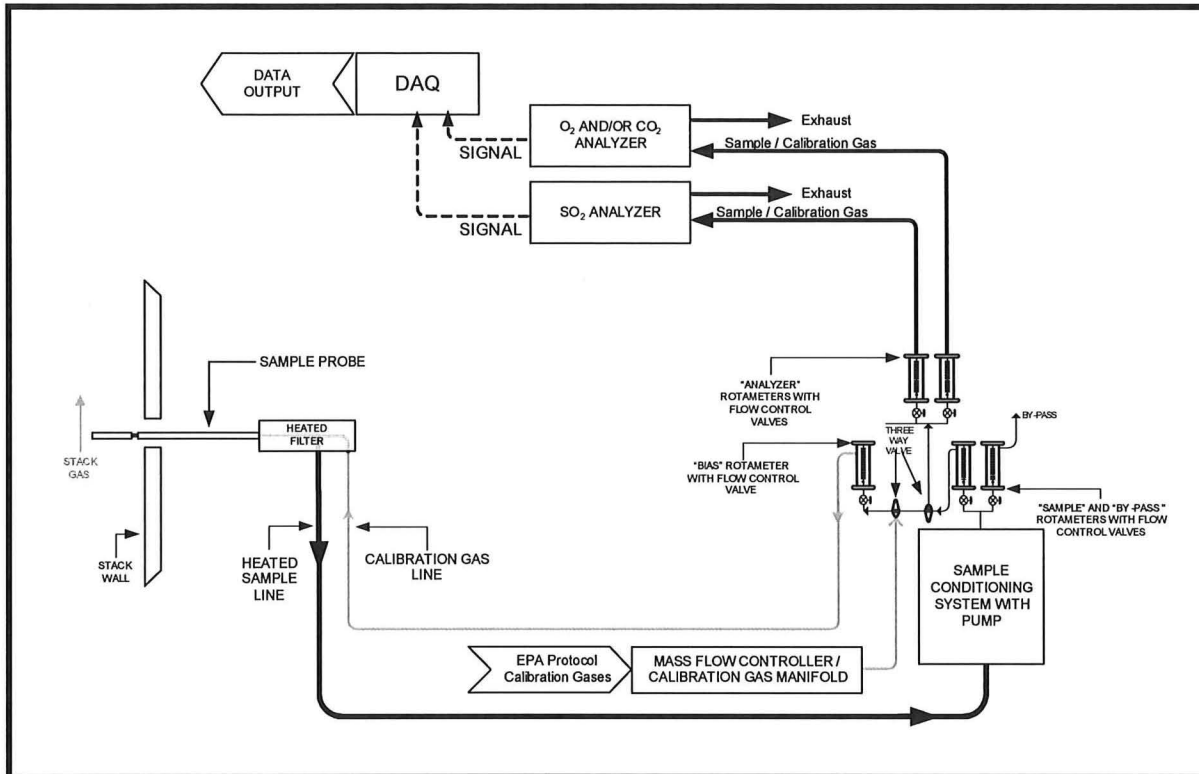 DATA
OUTPUT
DAQ
O₂ AND/OR CO₂
ANALYZER
Exhaust
Sample / Calibration Gas
SIGNAL
SO₂ ANALYZER
Exhaust
Sample / Calibration Gas
SIGNAL
SAMPLE PROBE
HEATED
FILTER
STACK
GAS
"ANALYZER"
ROTAMETERS WITH
FLOW CONTROL
VALVES
BY-PASS
THREE
WAY
VALVE
"BIAS" ROTAMETER
WITH FLOW CONTROL
VALVE
"SAMPLE" AND "BY-PASS"
ROTAMETERS WITH FLOW
CONTROL VALVES
STACK
WALL
HEATED
SAMPLE
LINE
CALIBRATION GAS
LINE
SAMPLE
CONDITIONING
SYSTEM WITH
PUMP
EPA Protocol
Calibration Gases
MASS FLOW CONTROLLER /
CALIBRATION GAS MANIFOLD